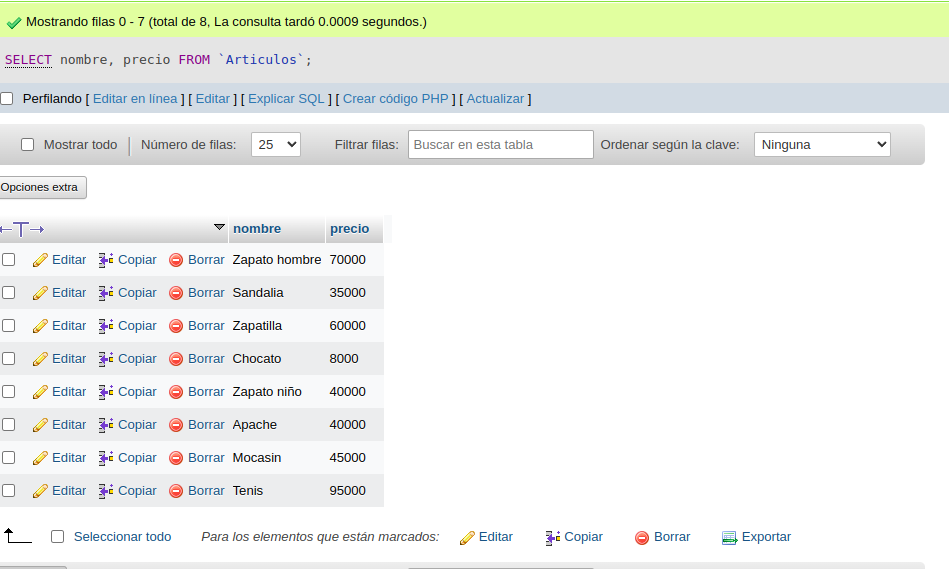 Mostrando filas 0 - 7 (total de 8, La consulta tardó 0.0009 segundos.)
SELECT nombre, precio FROM `Articulos`;
Perfilando [ Editar en línea ] [ Editar ] [ Explicar SQL ] [ Crear código PHP ] [ Actualizar ]
Mostrar todo Número de filas: 25 Filtrar filas: Buscar en esta tabla Ordenar según la clave: Ninguna
Opciones extra
nombre precio
Editar Copiar Borrar Zapato hombre 70000
Editar Copiar Borrar Sandalia 35000
Editar Copiar Borrar Zapatilla 60000
Editar Copiar Borrar Chocato 8000
Editar Copiar Borrar Zapato niño 40000
Editar Copiar Borrar Apache 40000
Editar Copiar Borrar Mocasin 45000
Editar Copiar Borrar Tenis 95000
Seleccionar todo Para los elementos que están marcados: Editar Copiar Borrar Exportar